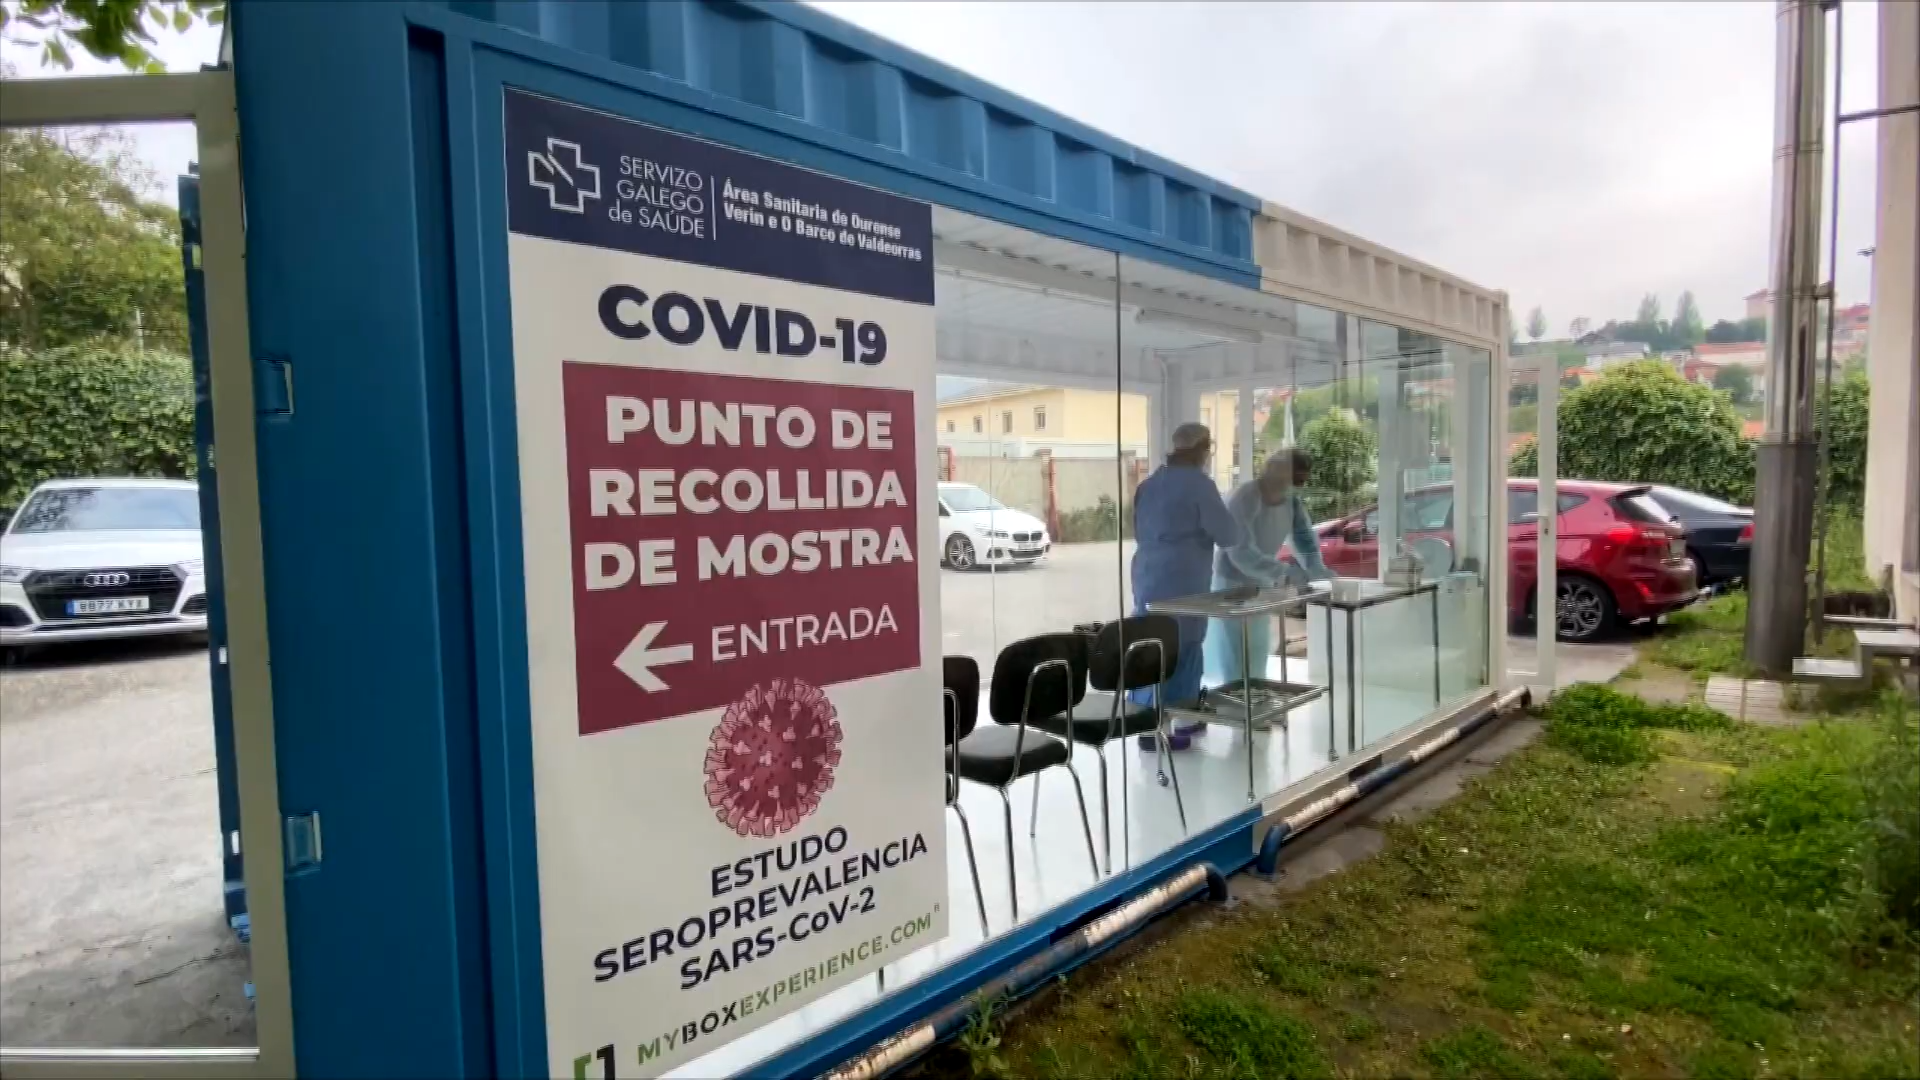 SERVIZO
GALEGO
de SAÚDE
Área Sanitaria de Ourense
Verín e O Barco de Valdeorras
COVID-19
PUNTO DE
RECOLLIDA
DE MOSTRA
ENTRADA
ESTUDO
SEROPREVALENCIA
SARS-CoV-2
MYBOXEXPERIENCE.COM